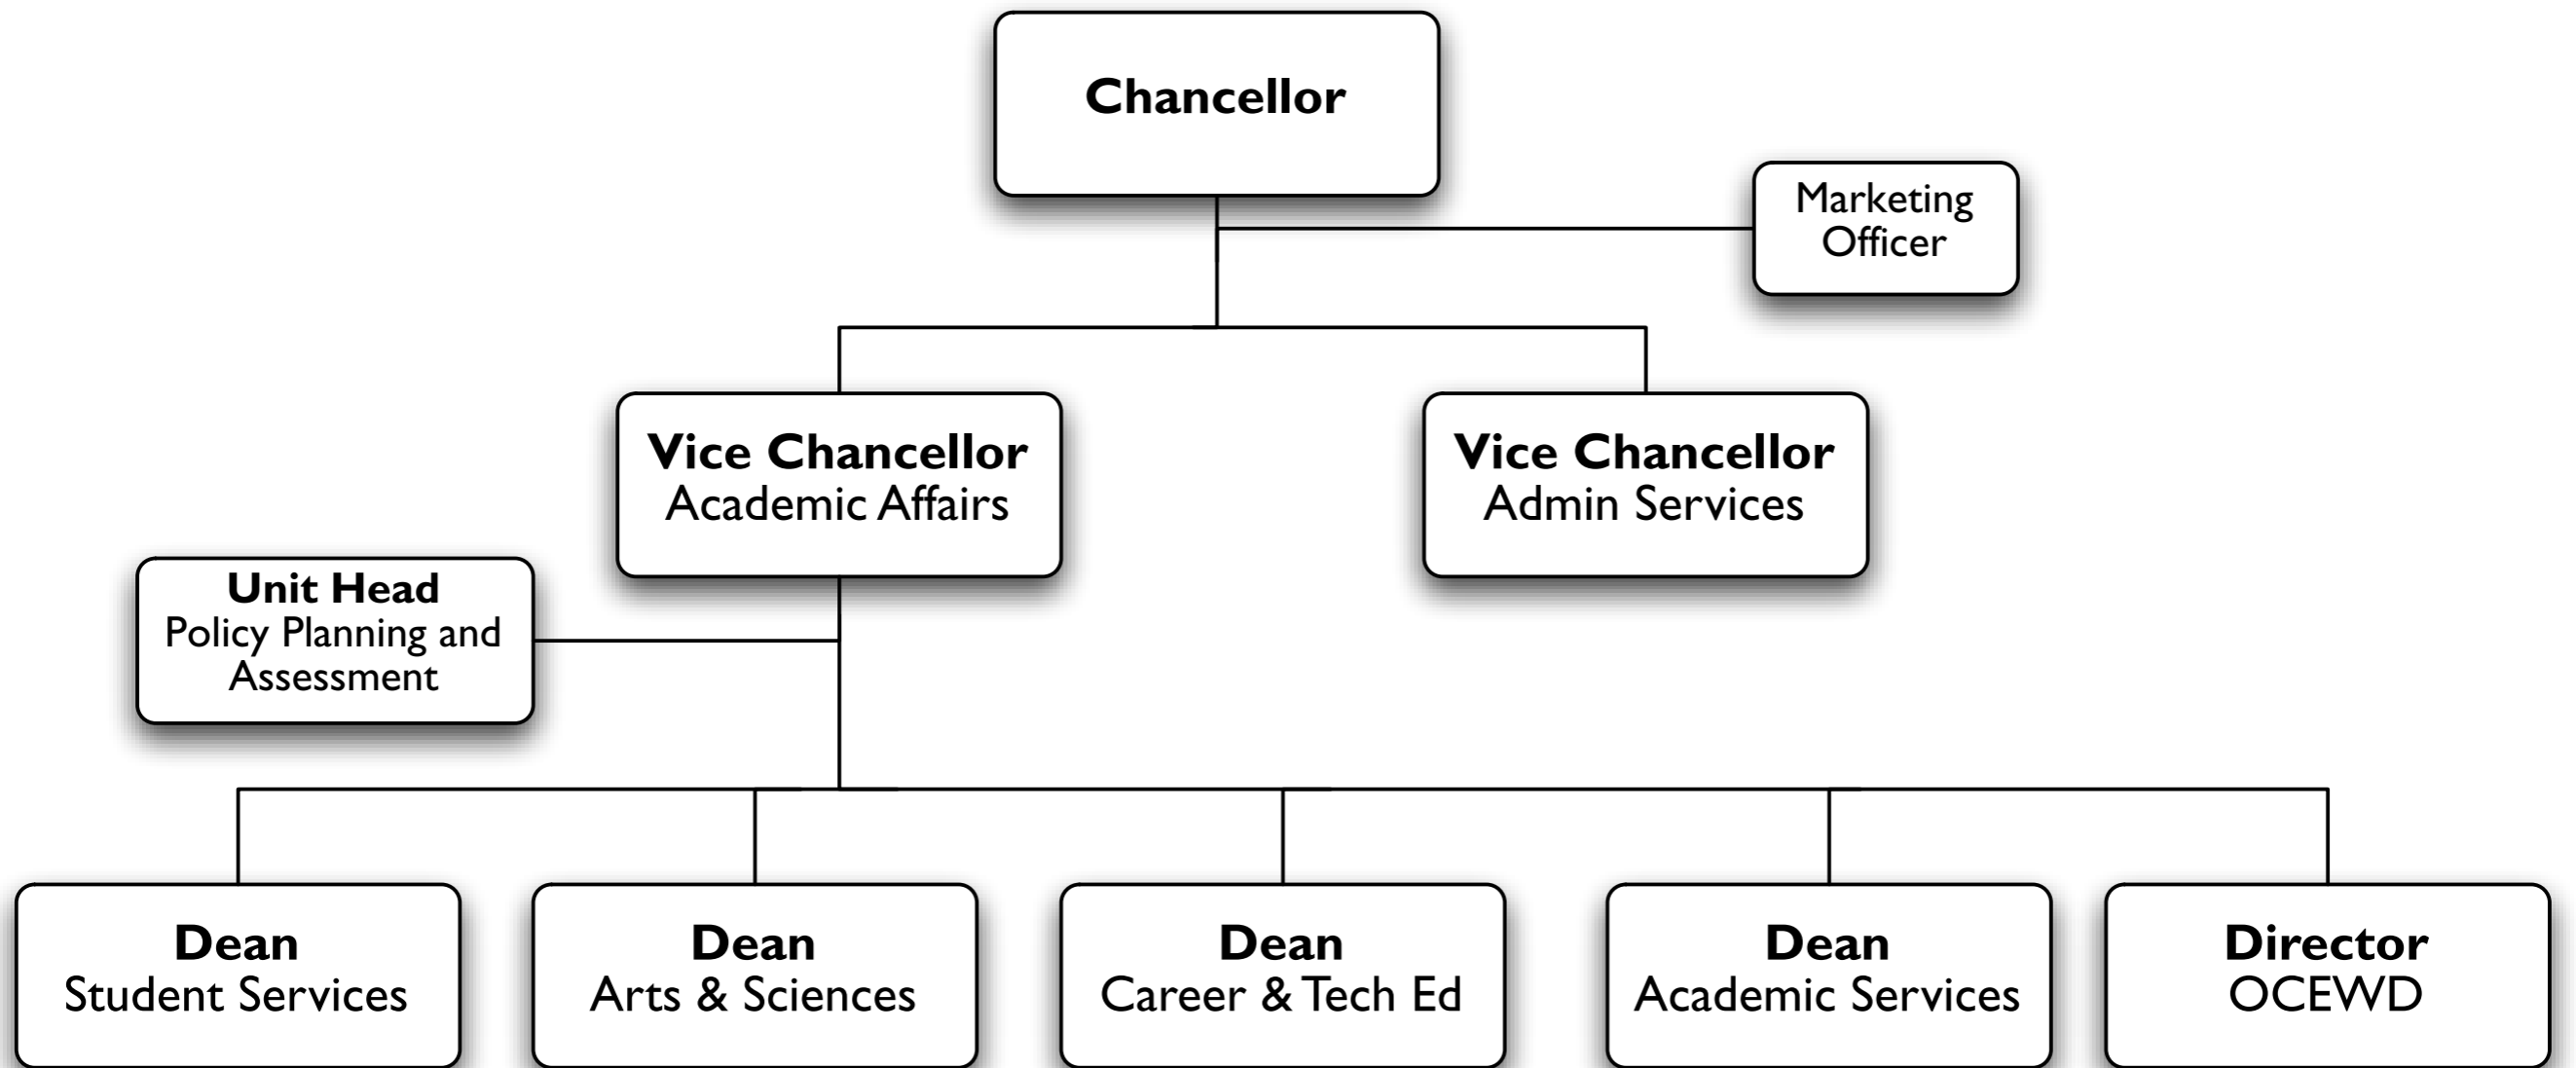 Chancellor
Marketing
Officer
Vice Chancellor
Academic Affairs
Vice Chancellor
Admin Services
Unit Head
Policy Planning and
Assessment
Dean
Student Services
Dean
Arts & Sciences
Dean
Career & Tech Ed
Dean
Academic Services
Director
OCEWD